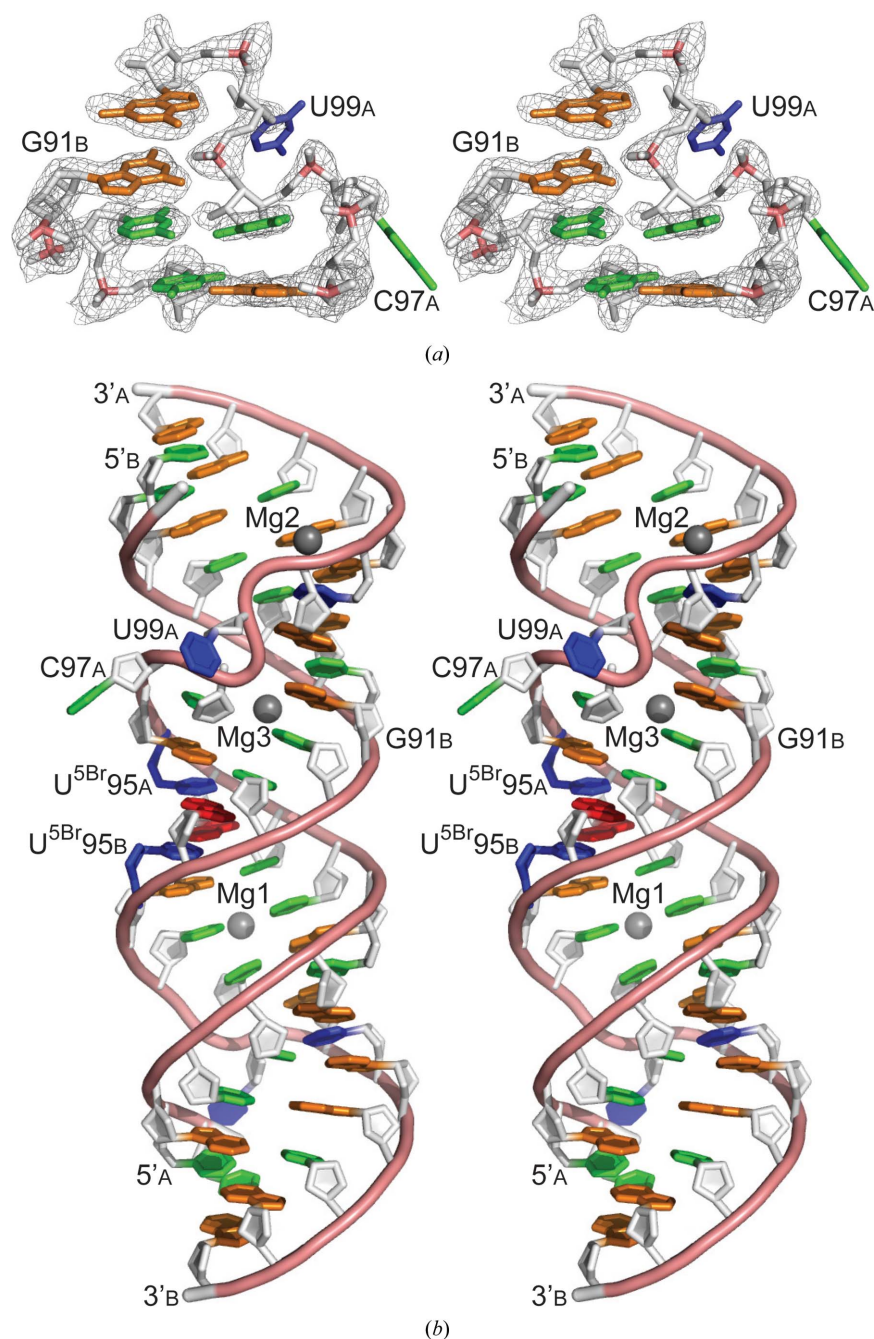 U99A U99A
G91B G91B
C97A C97A
(a)
3'A 3'A
5'B 5'B
Mg2 Mg2
U99A U99A
C97A C97A
Mg3 G91B Mg3 G91B
U5Br95A U5Br95A
U5Br95B U5Br95B
Mg1 Mg1
5'A 5'A
3'B 3'B
(b)